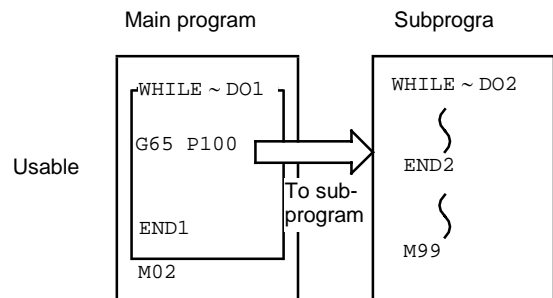 Main program
Subprogra
WHILE ~ DO1
WHILE ~ DO2
G65 P100
Usable
END2
To sub-
program
END1
M99
M02